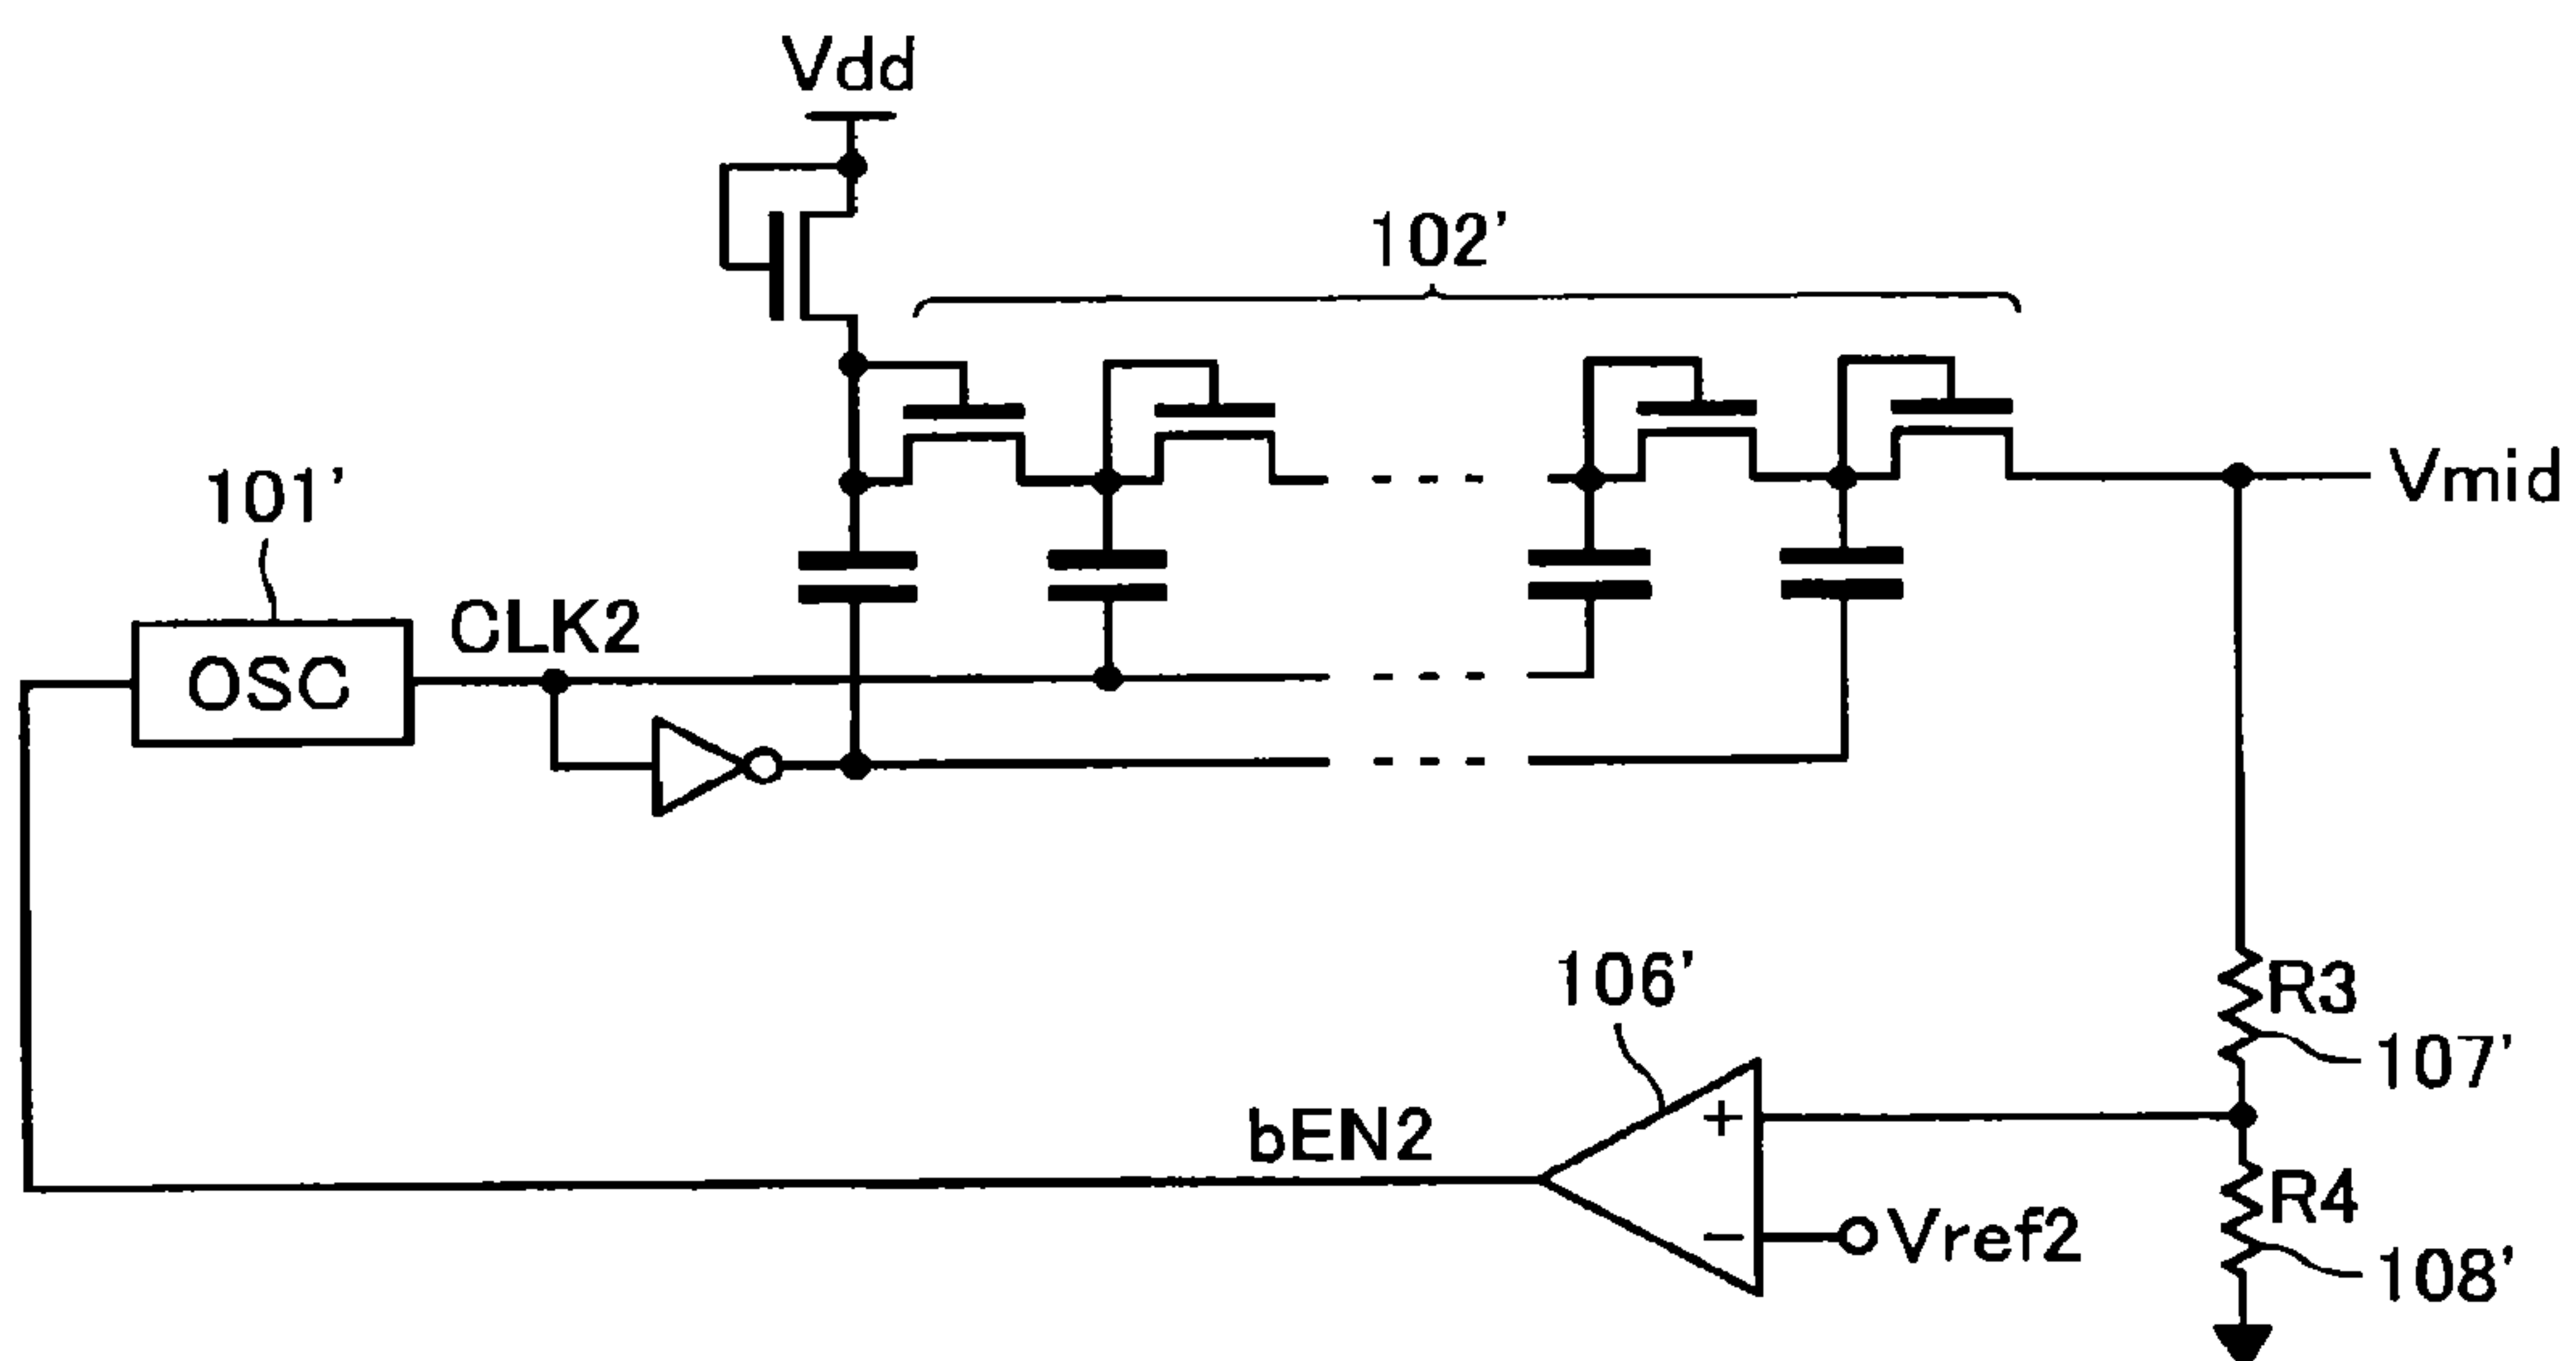 Vdd
102'
Vmid
101'
CLK2
OSC
R3
106'
107'
+
bEN2
R4
−
Vref2
108'